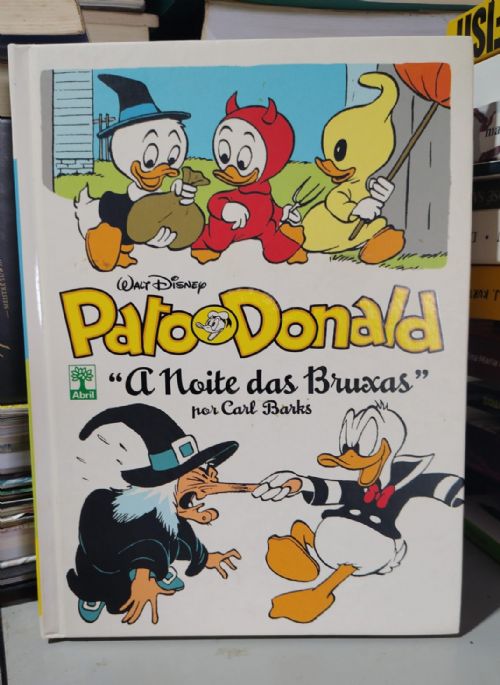 WALT DISNEY
Pato Donald
Abril
"A Noite das Bruxas"
por Carl Barks